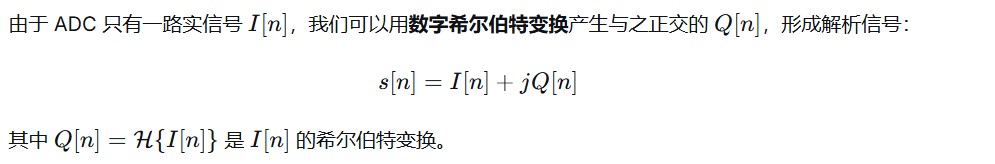 由于 ADC 只有一路实信号 I[n]，我们可以用数字希尔伯特变换产生与之正交的 Q[n]，形成解析信号：
s[n] = I[n] + jQ[n]
其中 Q[n] = ℋ{I[n]} 是 I[n] 的希尔伯特变换。